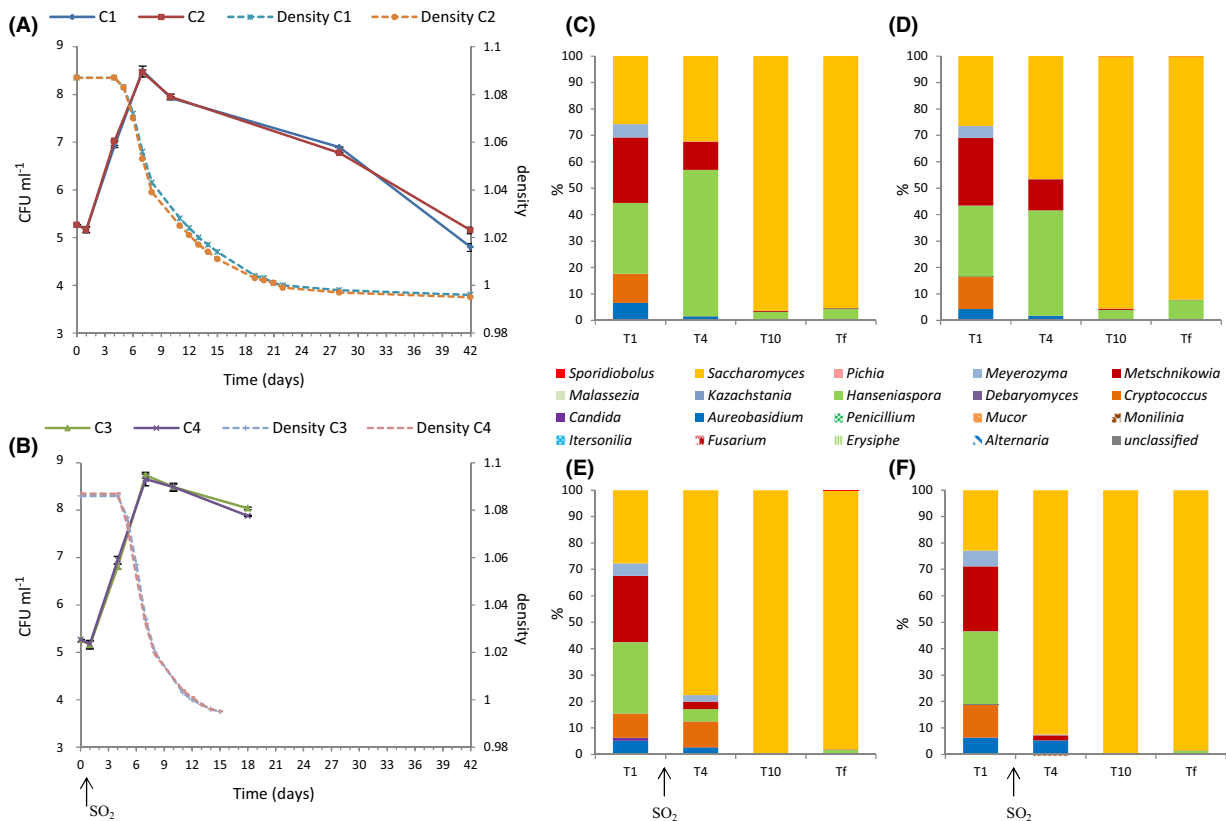 C1 C2 Density C1 Density C2
(A)
9 1.1
8 1.08
7 1.06
6 1.04
5 1.02
4 1
3 0.98
CFU ml-1
density
0 3 6 9 12 15 18 21 24 27 30 33 36 39 42
Time (days)
(C)
100
90
80
70
60
50
40
30
20
10
0
%
T1 T4 T10 Tf
(D)
100
90
80
70
60
50
40
30
20
10
0
%
T1 T4 T10 Tf
Sporidiobolus Saccharomyces Pichia Meyerozyma Metschnikowia
Malassezia Kazachstania Hanseniaspora Debaryomyces Cryptococcus
Candida Aureobasidium Penicillium Mucor Monilinia
Itersonilia Fusarium Erysiphe Alternaria unclassified
C3 C4 Density C3 Density C4
(B)
9 1.1
8 1.08
7 1.06
6 1.04
5 1.02
4 1
3 0.98
CFU ml-1
density
0 3 6 9 12 15 18 21 24 27 30 33 36 39 42
Time (days)
SO2
(E)
100
90
80
70
60
50
40
30
20
10
0
%
T1 T4 T10 Tf
SO2
(F)
100
90
80
70
60
50
40
30
20
10
0
%
T1 T4 T10 Tf
SO2